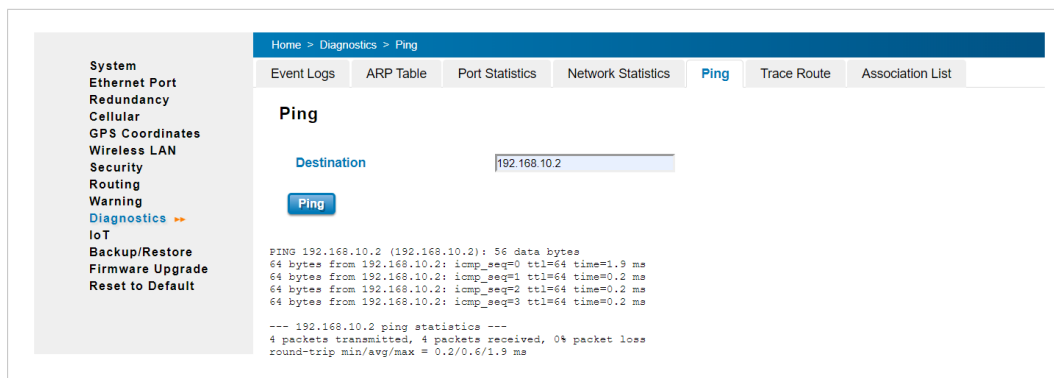 Home > Diagnostics > Ping
System
Ethernet Port
Redundancy
Cellular
GPS Coordinates
Wireless LAN
Security
Routing
Warning
Diagnostics
IoT
Backup/Restore
Firmware Upgrade
Reset to Default
Event Logs ARP Table Port Statistics Network Statistics Ping Trace Route Association List
Ping
Destination 192.168.10.2
Ping
PING 192.168.10.2 (192.168.10.2): 56 data bytes
64 bytes from 192.168.10.2: icmp_seq=0 ttl=64 time=1.9 ms
64 bytes from 192.168.10.2: icmp_seq=1 ttl=64 time=0.2 ms
64 bytes from 192.168.10.2: icmp_seq=2 ttl=64 time=0.2 ms
64 bytes from 192.168.10.2: icmp_seq=3 ttl=64 time=0.2 ms
--- 192.168.10.2 ping statistics ---
4 packets transmitted, 4 packets received, 0% packet loss
round-trip min/avg/max = 0.2/0.6/1.9 ms